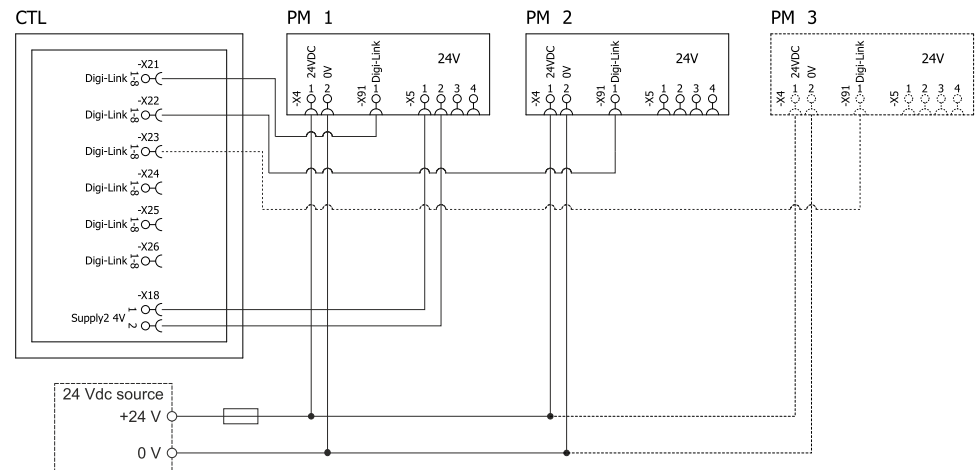 CTL
PM 1
PM 2
PM 3
-X21
Digi-Link 1-8
-X22
Digi-Link 1-8
-X23
Digi-Link 1-8
-X24
Digi-Link 1-8
-X25
Digi-Link 1-8
-X26
Digi-Link 1-8
-X18
Supply2 4V
1
2
24VDC
0V
Digi-Link
24V
-X4 1 2
-X91 1
-X5 1 2 3 4
24VDC
0V
Digi-Link
24V
-X4 1 2
-X91 1
-X5 1 2 3 4
24VDC
0V
Digi-Link
24V
-X4 1 2
-X91 1
-X5 1 2 3 4
24 Vdc source
+24 V
0 V